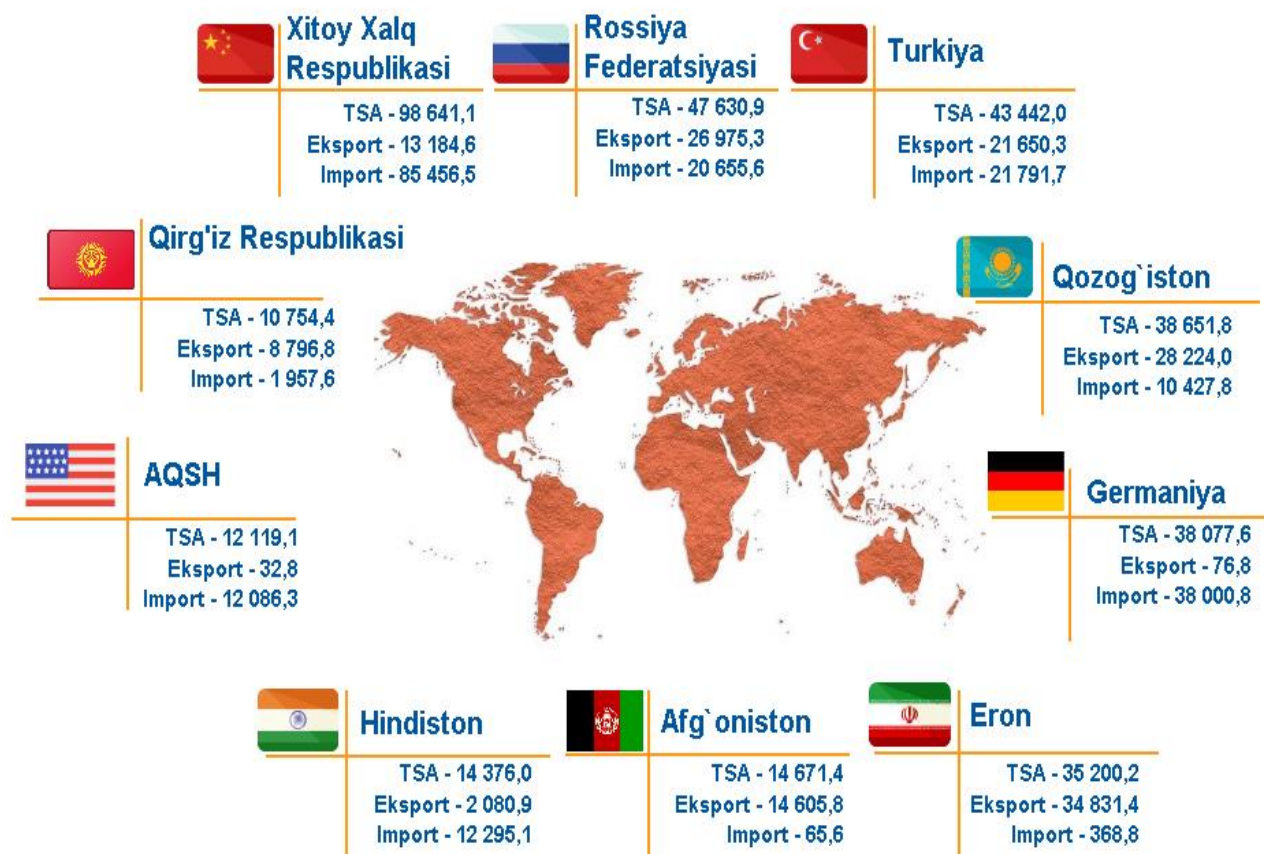 Xitoy Xalq
Respublikasi
TSA - 98 641,1
Eksport - 13 184,6
Import - 85 456,5
Rossiya
Federatsiyasi
TSA - 47 630,9
Eksport - 26 975,3
Import - 20 655,6
Turkiya
TSA - 43 442,0
Eksport - 21 650,3
Import - 21 791,7
Qirg'iz Respublikasi
TSA - 10 754,4
Eksport - 8 796,8
Import - 1 957,6
Qozog`iston
TSA - 38 651,8
Eksport - 28 224,0
Import - 10 427,8
AQSH
TSA - 12 119,1
Eksport - 32,8
Import - 12 086,3
Germaniya
TSA - 38 077,6
Eksport - 76,8
Import - 38 000,8
Hindiston
TSA - 14 376,0
Eksport - 2 080,9
Import - 12 295,1
Afg`oniston
TSA - 14 671,4
Eksport - 14 605,8
Import - 65,6
Eron
TSA - 35 200,2
Eksport - 34 831,4
Import - 368,8